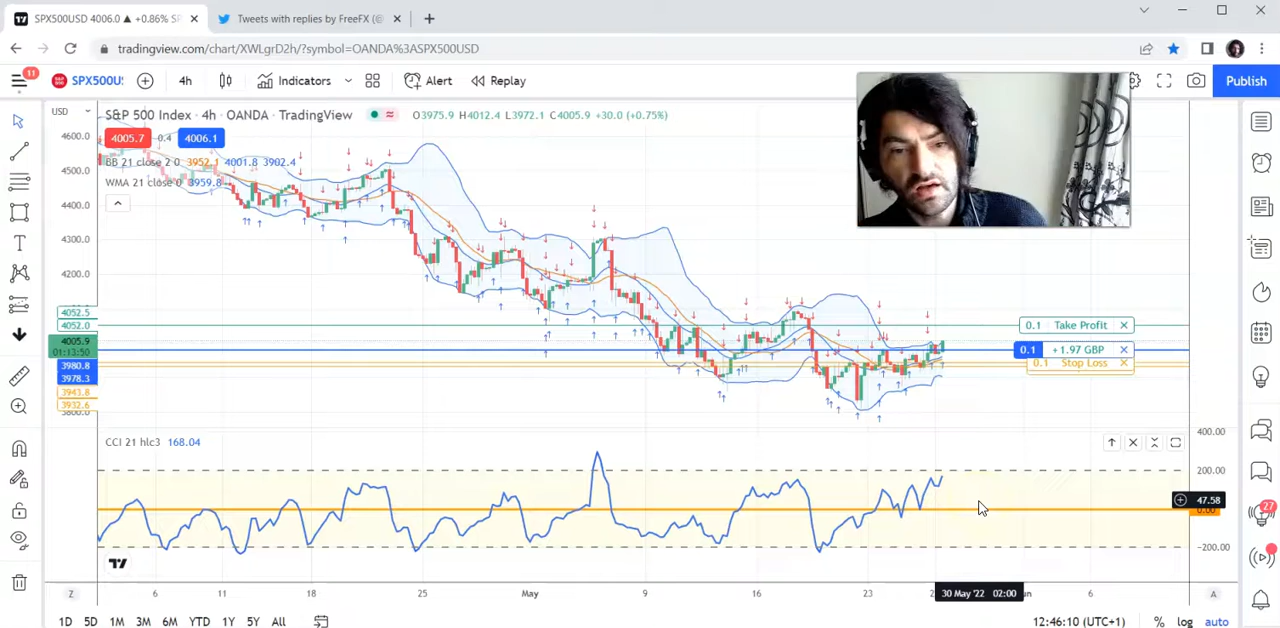 SPX500USD 4006.0 ▲ +0.86% SP
Tweets with replies by FreeFX (@
tradingview.com/chart/XWLgrD2h/?symbol=OANDA%3ASPX500USD
11
SPX500U:
4h
Indicators
Alert
Replay
Publish
USD
S&P 500 Index · 4h · OANDA · TradingView
O3975.9 H4012.4 L3972.1 C4005.9 +30.0 (+0.75%)
4005.7
0.4
4006.1
BB 21 close 2 0 3952.1 4001.8 3902.4
WMA 21 close 0 3959.8
4600.0
4500.0
4400.0
4300.0
4200.0
4052.5
4052.0
4005.9
01:13:50
3980.8
3978.3
3943.8
3932.6
3800.0
0.1 Take Profit
0.1 +1.97 GBP
0.1 Stop Loss
CCI 21 hlc3 168.04
400.00
200.00
47.58
0.00
-200.00
27
Z
6
11
18
25
May
9
16
23
30 May '22 02:00
6
A
1D 5D 1M 3M 6M YTD 1Y 5Y All
12:46:10 (UTC+1)
% log auto